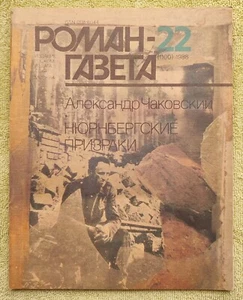 РОМАН-
ГАЗЕТА
22
Александр Чаковский
НЮРНБЕРГСКИЕ
ПРИЗРАКИ